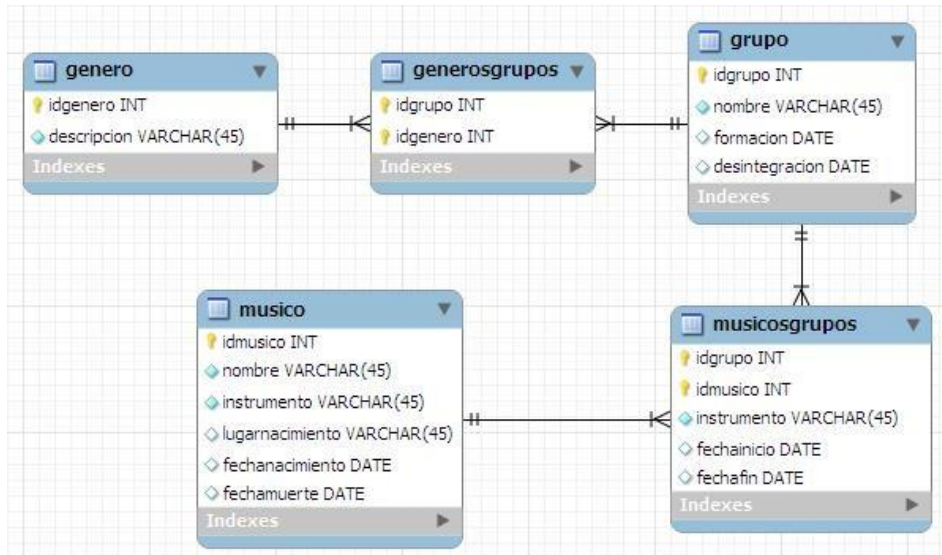 genero
idgenero INT
descripcion VARCHAR(45)
Indexes
generosgrupos
idgrupo INT
idgenero INT
Indexes
grupo
idgrupo INT
nombre VARCHAR(45)
formacion DATE
desintegracion DATE
Indexes
musico
idmusico INT
nombre VARCHAR(45)
instrumento VARCHAR(45)
lugarnacimiento VARCHAR(45)
fechanacimiento DATE
fechamuerte DATE
Indexes
musicosgrupos
idgrupo INT
idmusico INT
instrumento VARCHAR(45)
fechainicio DATE
fechafin DATE
Indexes